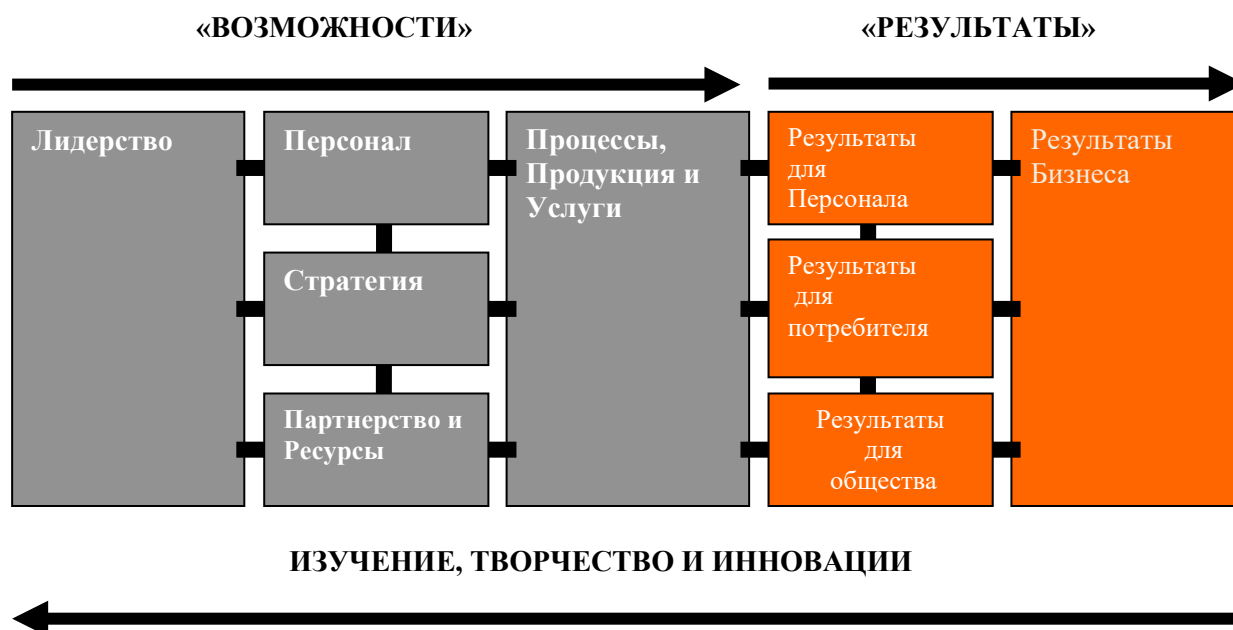 «ВОЗМОЖНОСТИ»
«РЕЗУЛЬТАТЫ»
Лидерство
Персонал
Процессы,
Продукция и
Услуги
Стратегия
Партнерство и
Ресурсы
Результаты
для
Персонала
Результаты
для
потребителя
Результаты
для
общества
Результаты
Бизнеса
ИЗУЧЕНИЕ, ТВОРЧЕСТВО И ИННОВАЦИИ